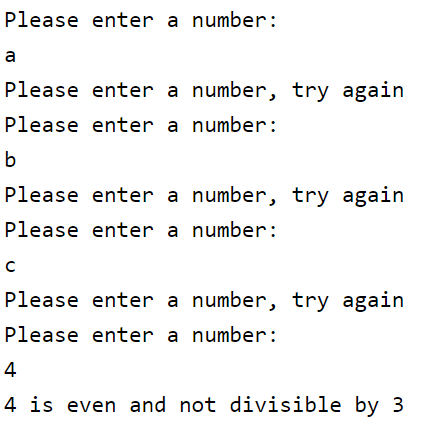 Please enter a number:
a
Please enter a number, try again
Please enter a number:
b
Please enter a number, try again
Please enter a number:
c
Please enter a number, try again
Please enter a number:
4
4 is even and not divisible by 3